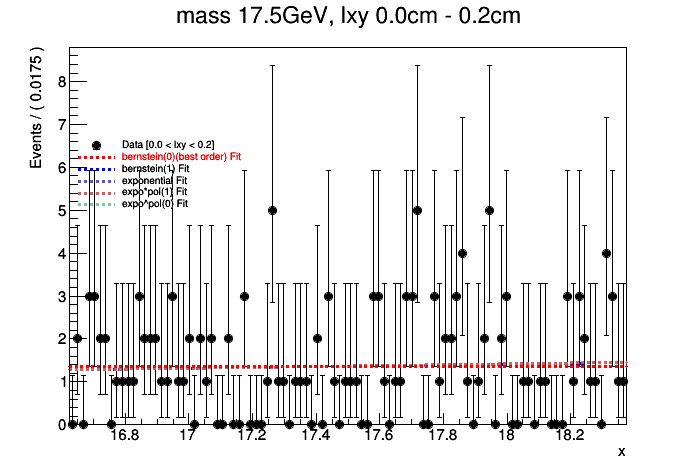 mass 17.5GeV, lxy 0.0cm - 0.2cm
Events / ( 0.0175 )
8
7
6
5
4
3
2
1
0
Data [0.0 < lxy < 0.2]
bernstein(0)(best order) Fit
bernstein(1) Fit
exponential Fit
expo*pol(1) Fit
expo^pol(0) Fit
16.8 17 17.2 17.4 17.6 17.8 18 18.2
x